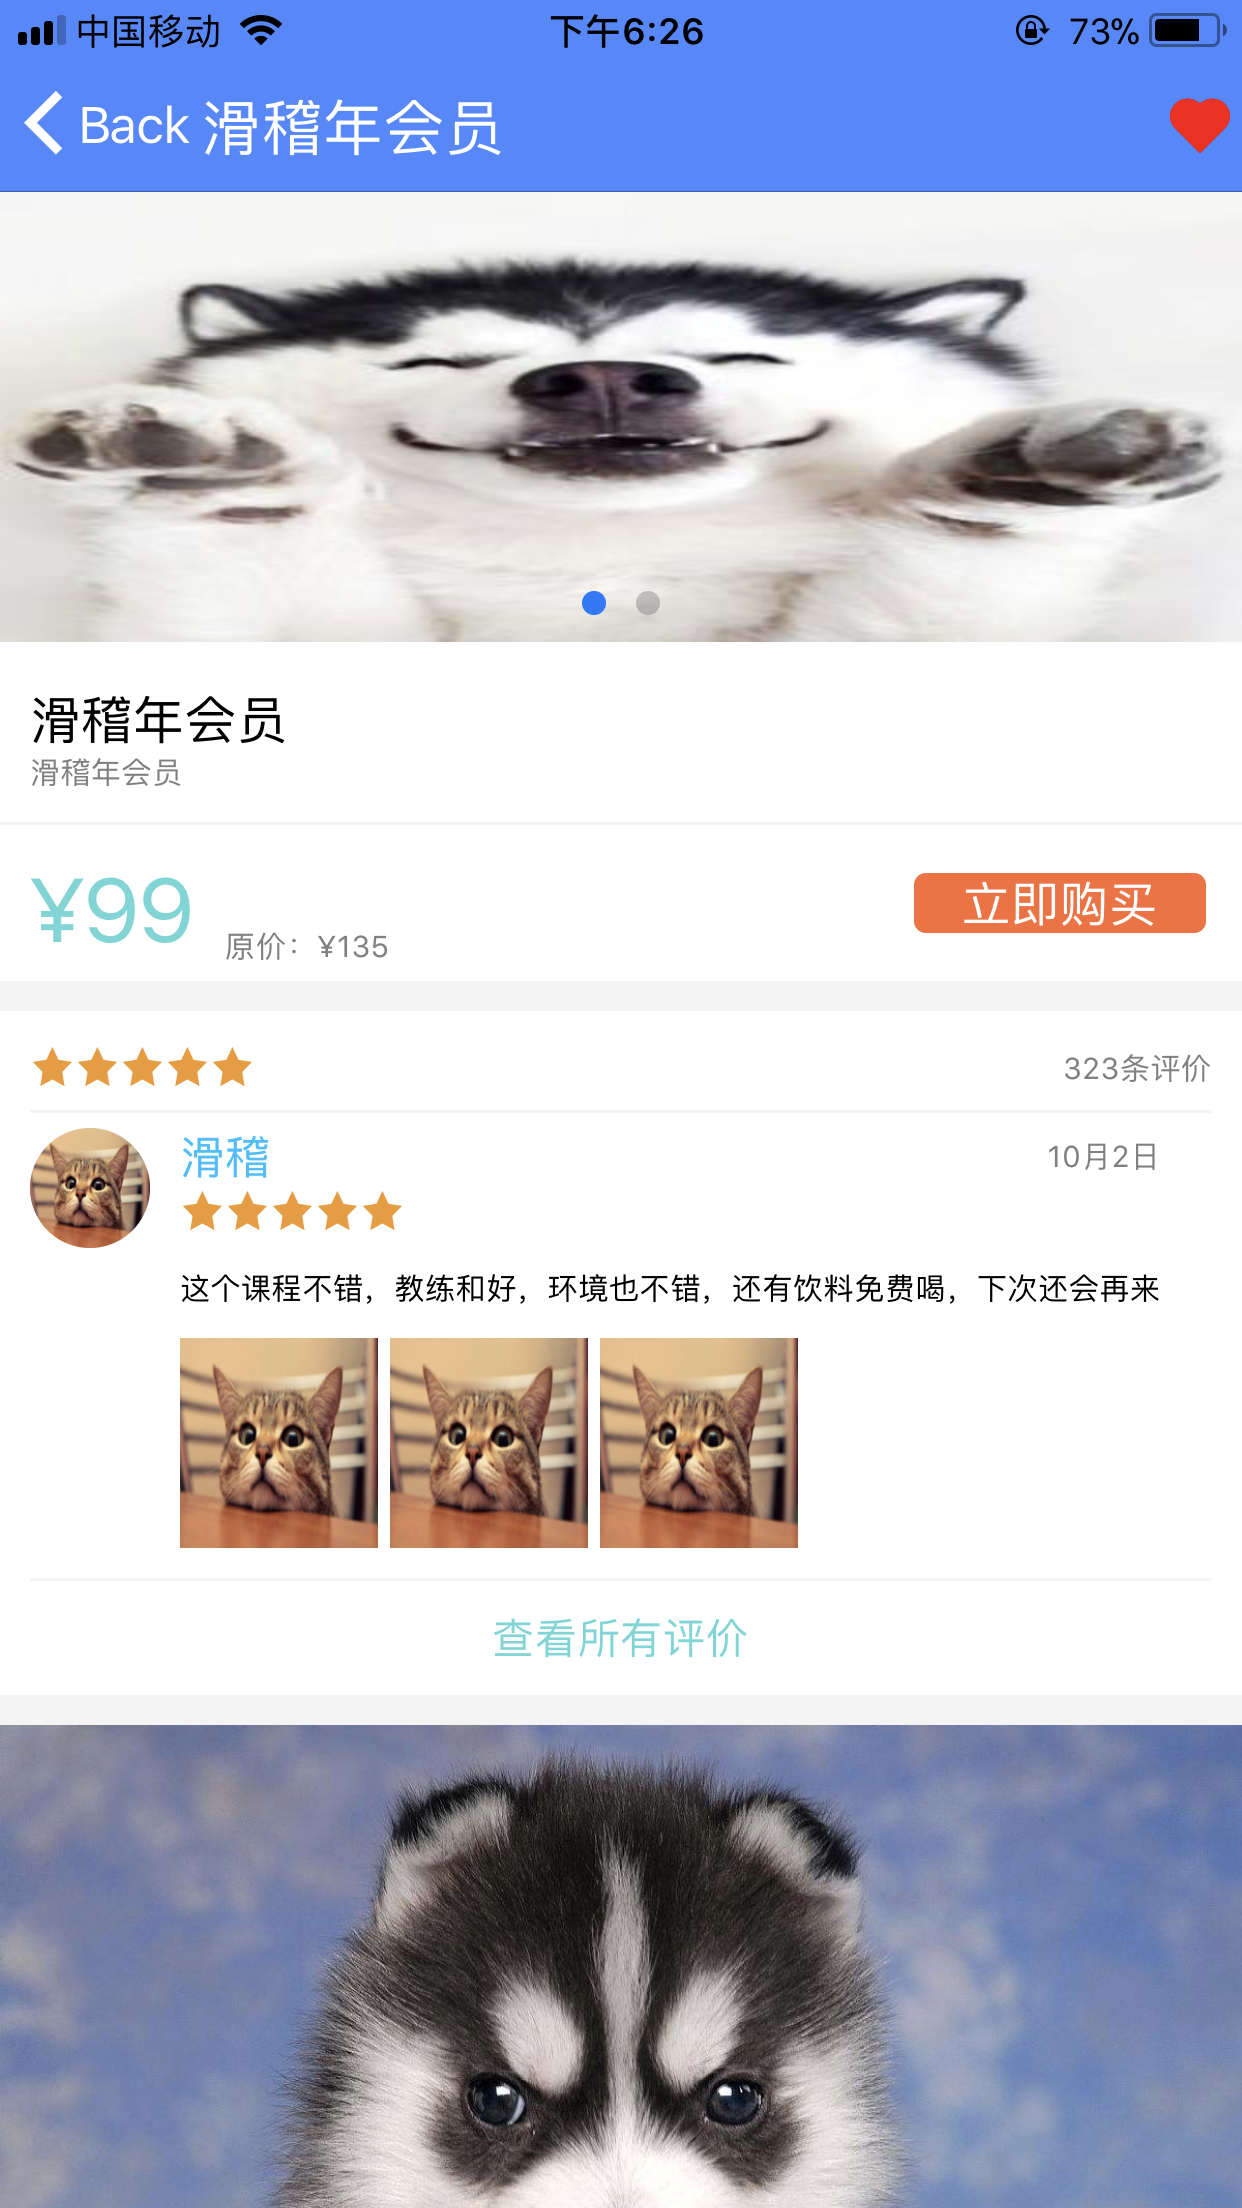 中国移动
下午6:26
73%
Back 滑稽年会员
滑稽年会员
滑稽年会员
¥99
原价：¥135
立即购买
323条评价
滑稽
10月2日
这个课程不错，教练和好，环境也不错，还有饮料免费喝，下次还会再来
查看所有评价